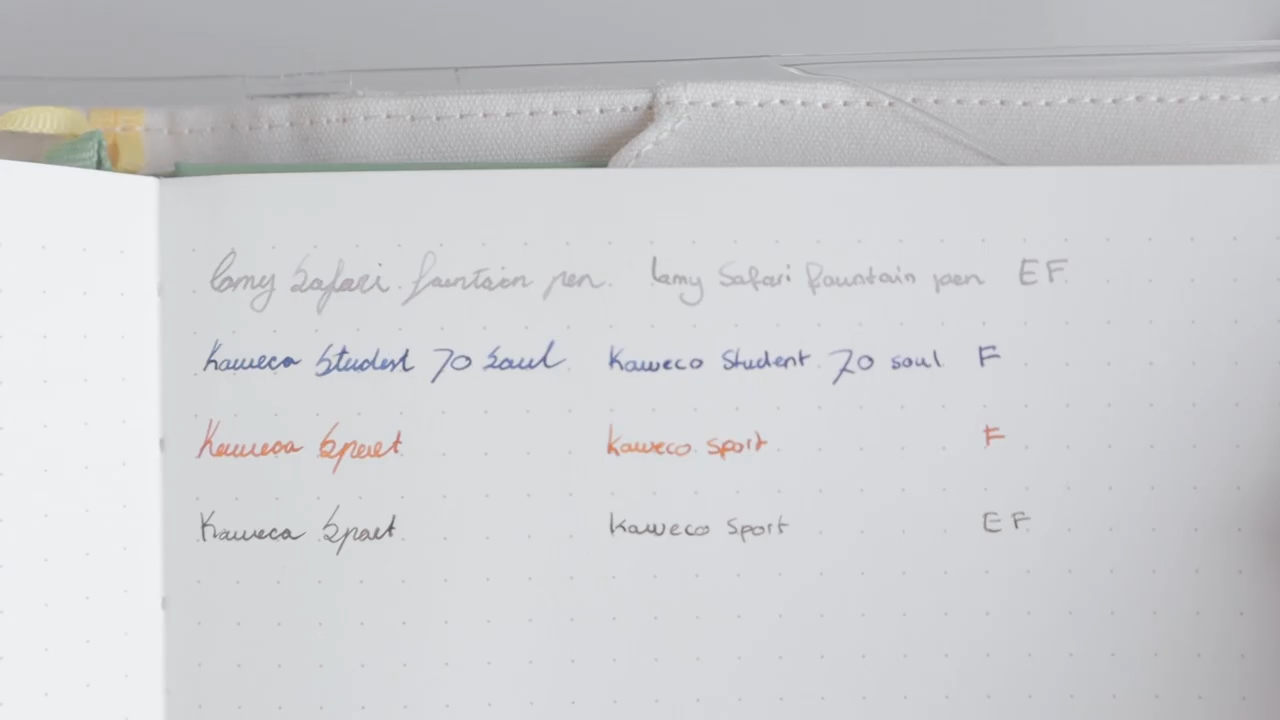 Lamy Safari fountain pen. Lamy Safari fountain pen EF.
Kaweco Student 70 Soul Kaweco Student 70 soul F
Kaweco Sport Kaweco sport F
Kaweco Sport Kaweco Sport EF